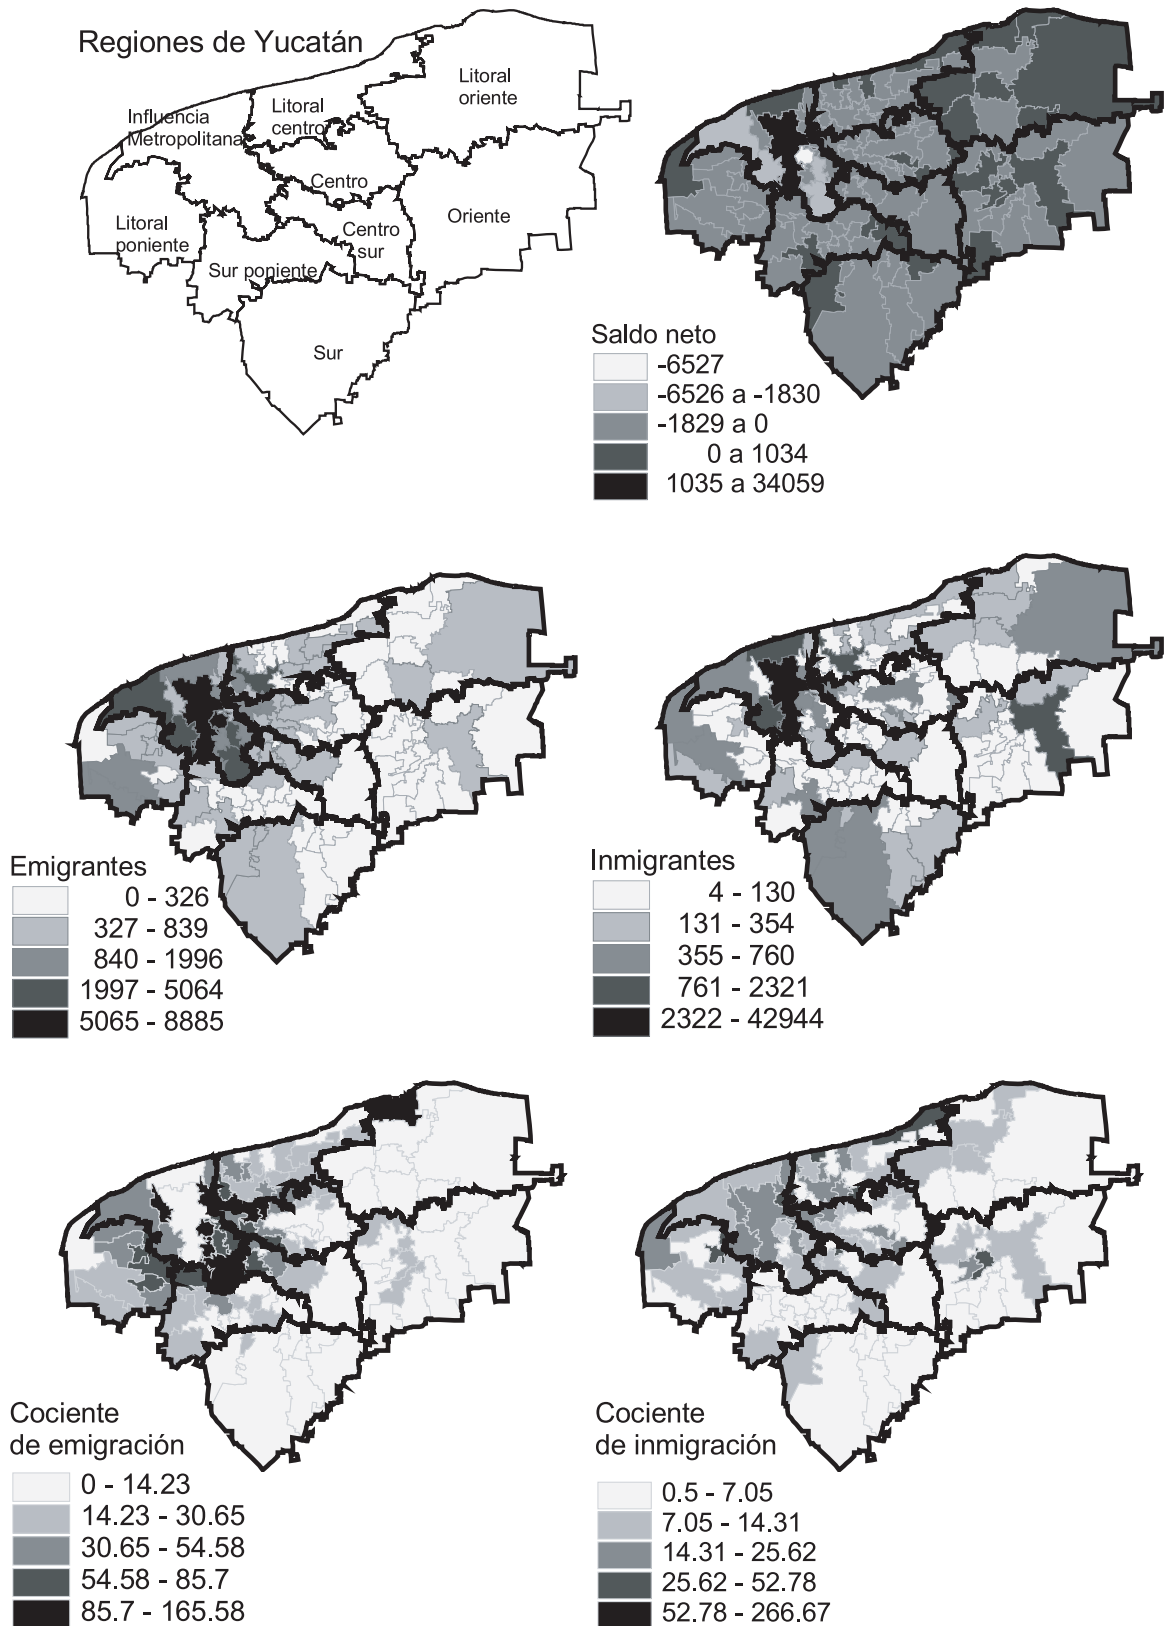 Regiones de Yucatán
Litoral
oriente
Influencia
Metropolitana
Litoral
centro
Centro
Litoral
poniente
Centro
sur
Oriente
Sur poniente
Sur
Saldo neto
-6527
-6526 a -1830
-1829 a 0
0 a 1034
1035 a 34059
Emigrantes
0 - 326
327 - 839
840 - 1996
1997 - 5064
5065 - 8885
Inmigrantes
4 - 130
131 - 354
355 - 760
761 - 2321
2322 - 42944
Cociente
de emigración
0 - 14.23
14.23 - 30.65
30.65 - 54.58
54.58 - 85.7
85.7 - 165.58
Cociente
de inmigración
0.5 - 7.05
7.05 - 14.31
14.31 - 25.62
25.62 - 52.78
52.78 - 266.67